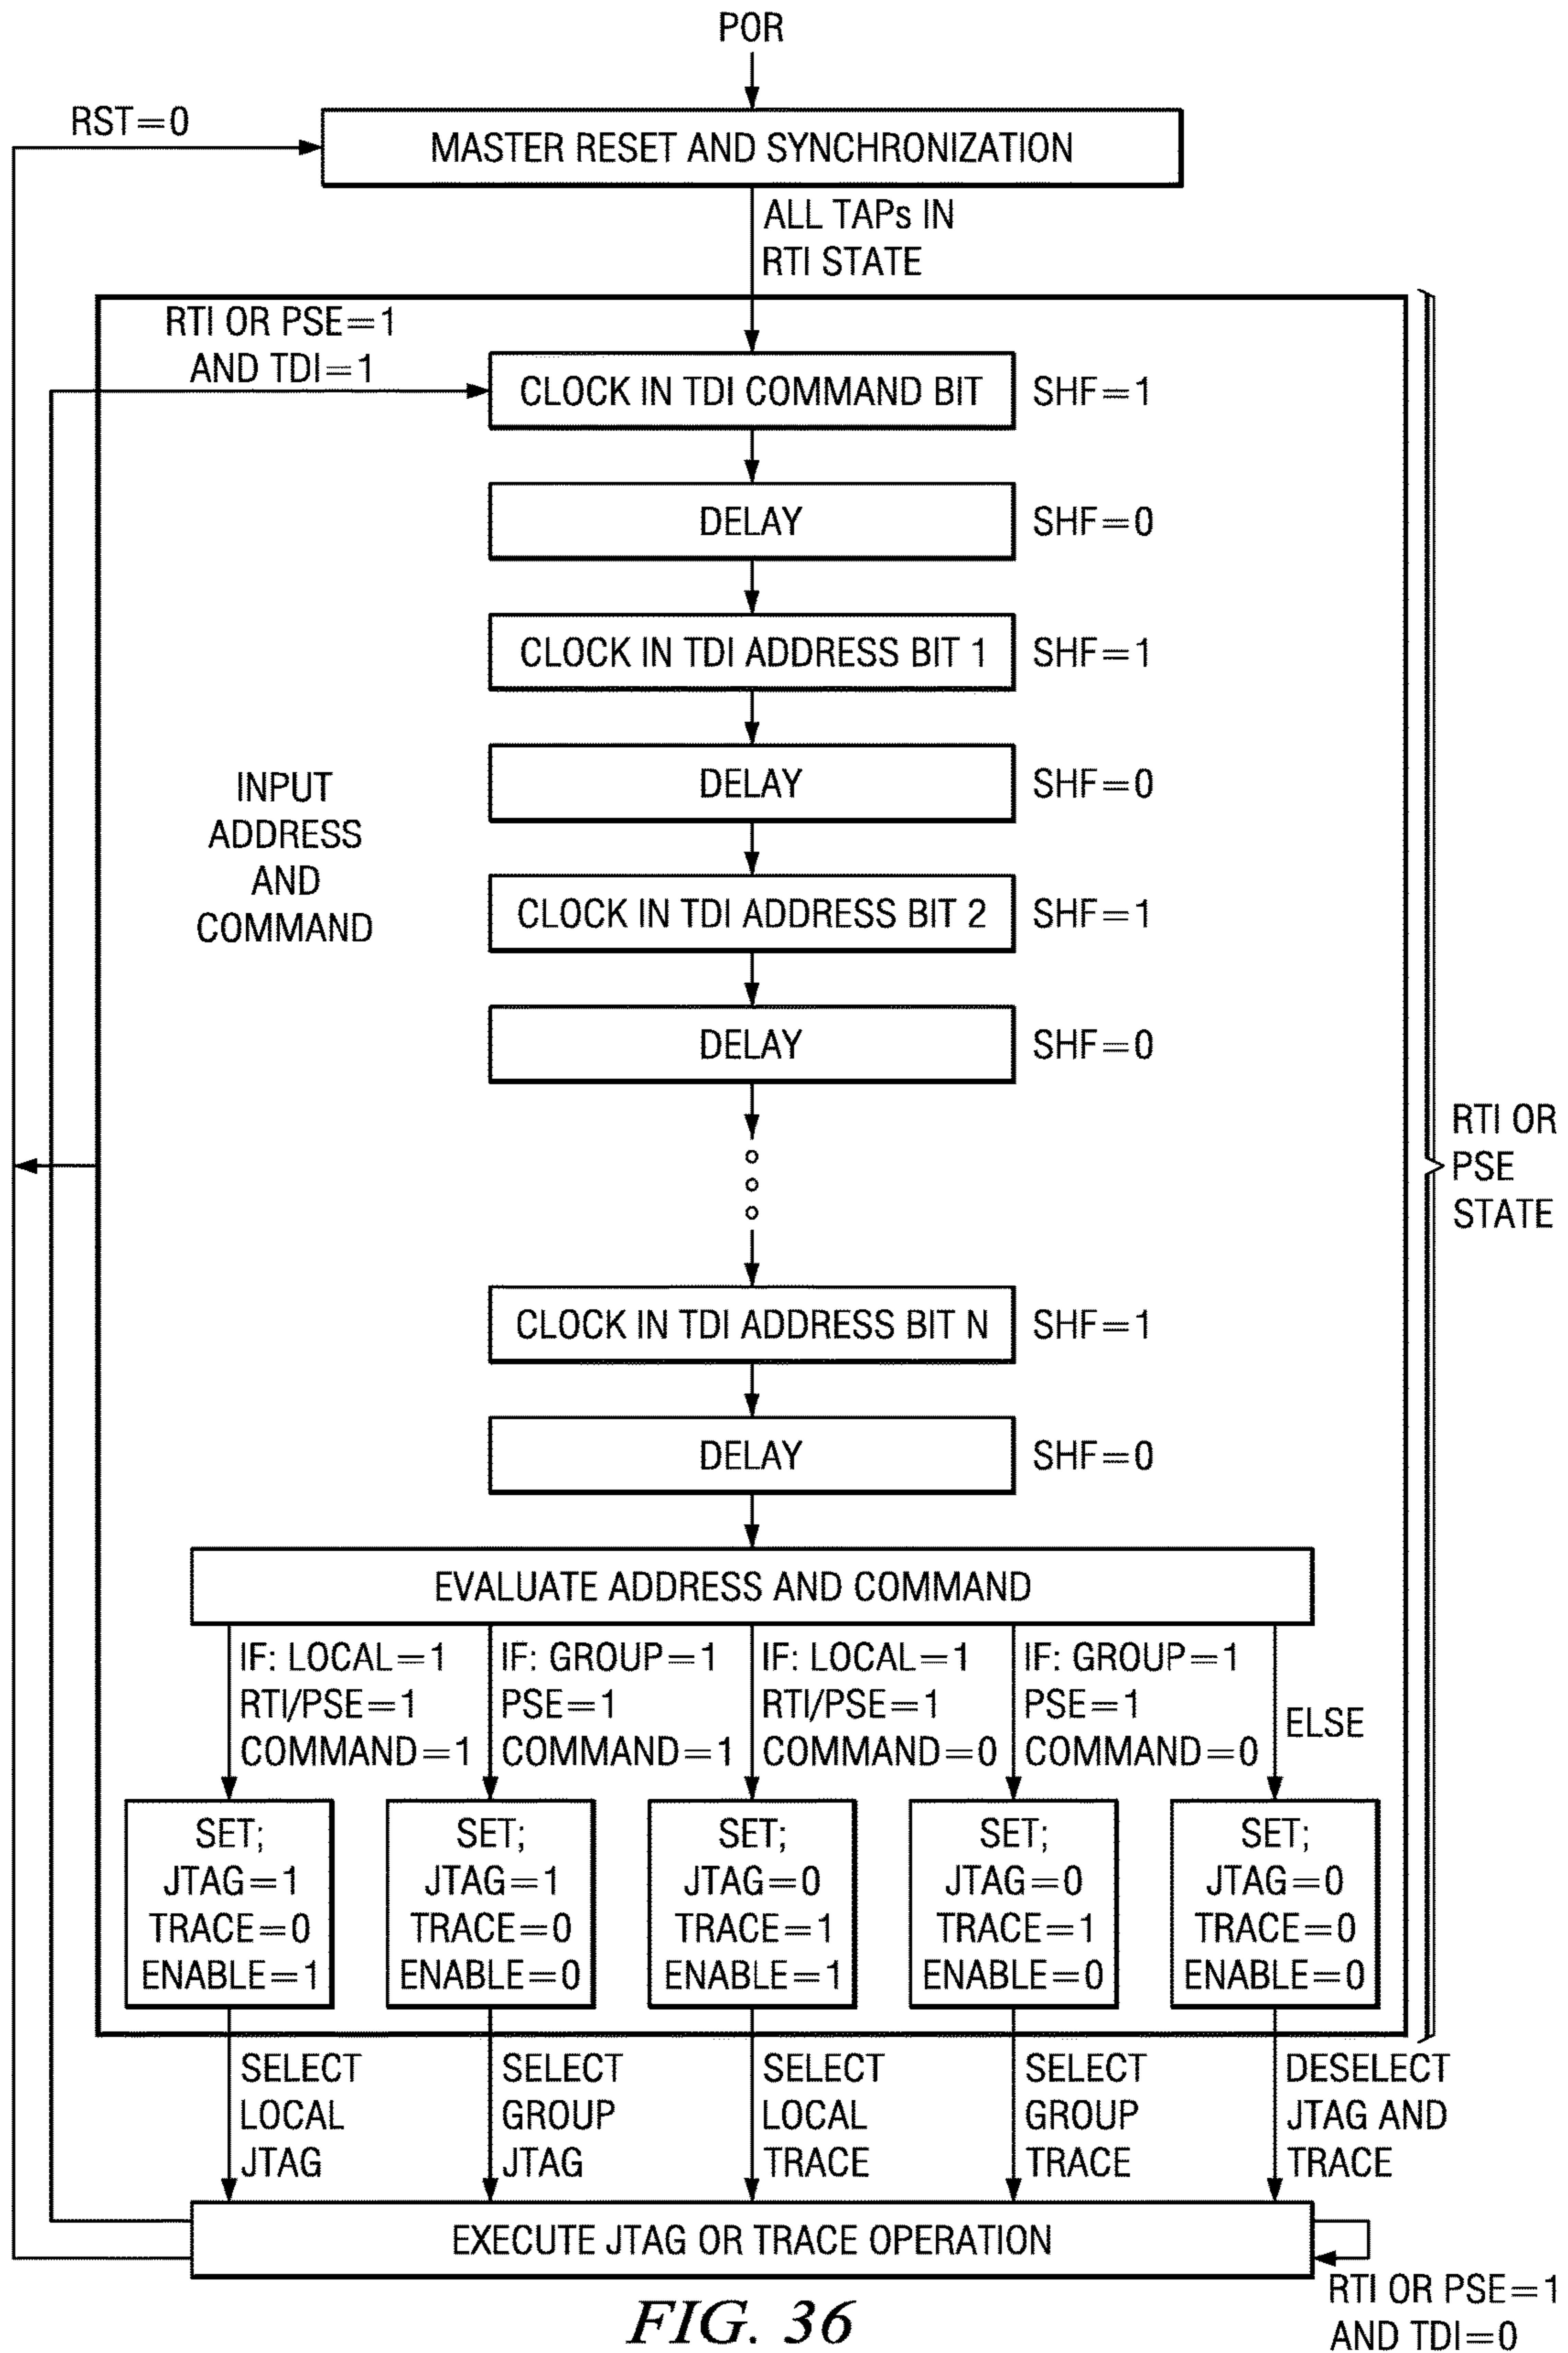 POR
RST=0
MASTER RESET AND SYNCHRONIZATION
ALL TAPs IN
RTI STATE
RTI OR PSE=1
AND TDI=1
CLOCK IN TDI COMMAND BIT
SHF=1
DELAY
SHF=0
CLOCK IN TDI ADDRESS BIT 1
SHF=1
DELAY
SHF=0
INPUT
ADDRESS
AND
COMMAND
CLOCK IN TDI ADDRESS BIT 2
SHF=1
DELAY
SHF=0
RTI OR
PSE
STATE
CLOCK IN TDI ADDRESS BIT N
SHF=1
DELAY
SHF=0
EVALUATE ADDRESS AND COMMAND
IF: LOCAL=1
RTI/PSE=1
COMMAND=1
IF: GROUP=1
PSE=1
COMMAND=1
IF: LOCAL=1
RTI/PSE=1
COMMAND=0
IF: GROUP=1
PSE=1
COMMAND=0
ELSE
SET;
JTAG=1
TRACE=0
ENABLE=1
SET;
JTAG=1
TRACE=0
ENABLE=0
SET;
JTAG=0
TRACE=1
ENABLE=1
SET;
JTAG=0
TRACE=1
ENABLE=0
SET;
JTAG=0
TRACE=0
ENABLE=0
SELECT
LOCAL
JTAG
SELECT
GROUP
JTAG
SELECT
LOCAL
TRACE
SELECT
GROUP
TRACE
DESELECT
JTAG AND
TRACE
EXECUTE JTAG OR TRACE OPERATION
RTI OR PSE=1
AND TDI=0
FIG. 36